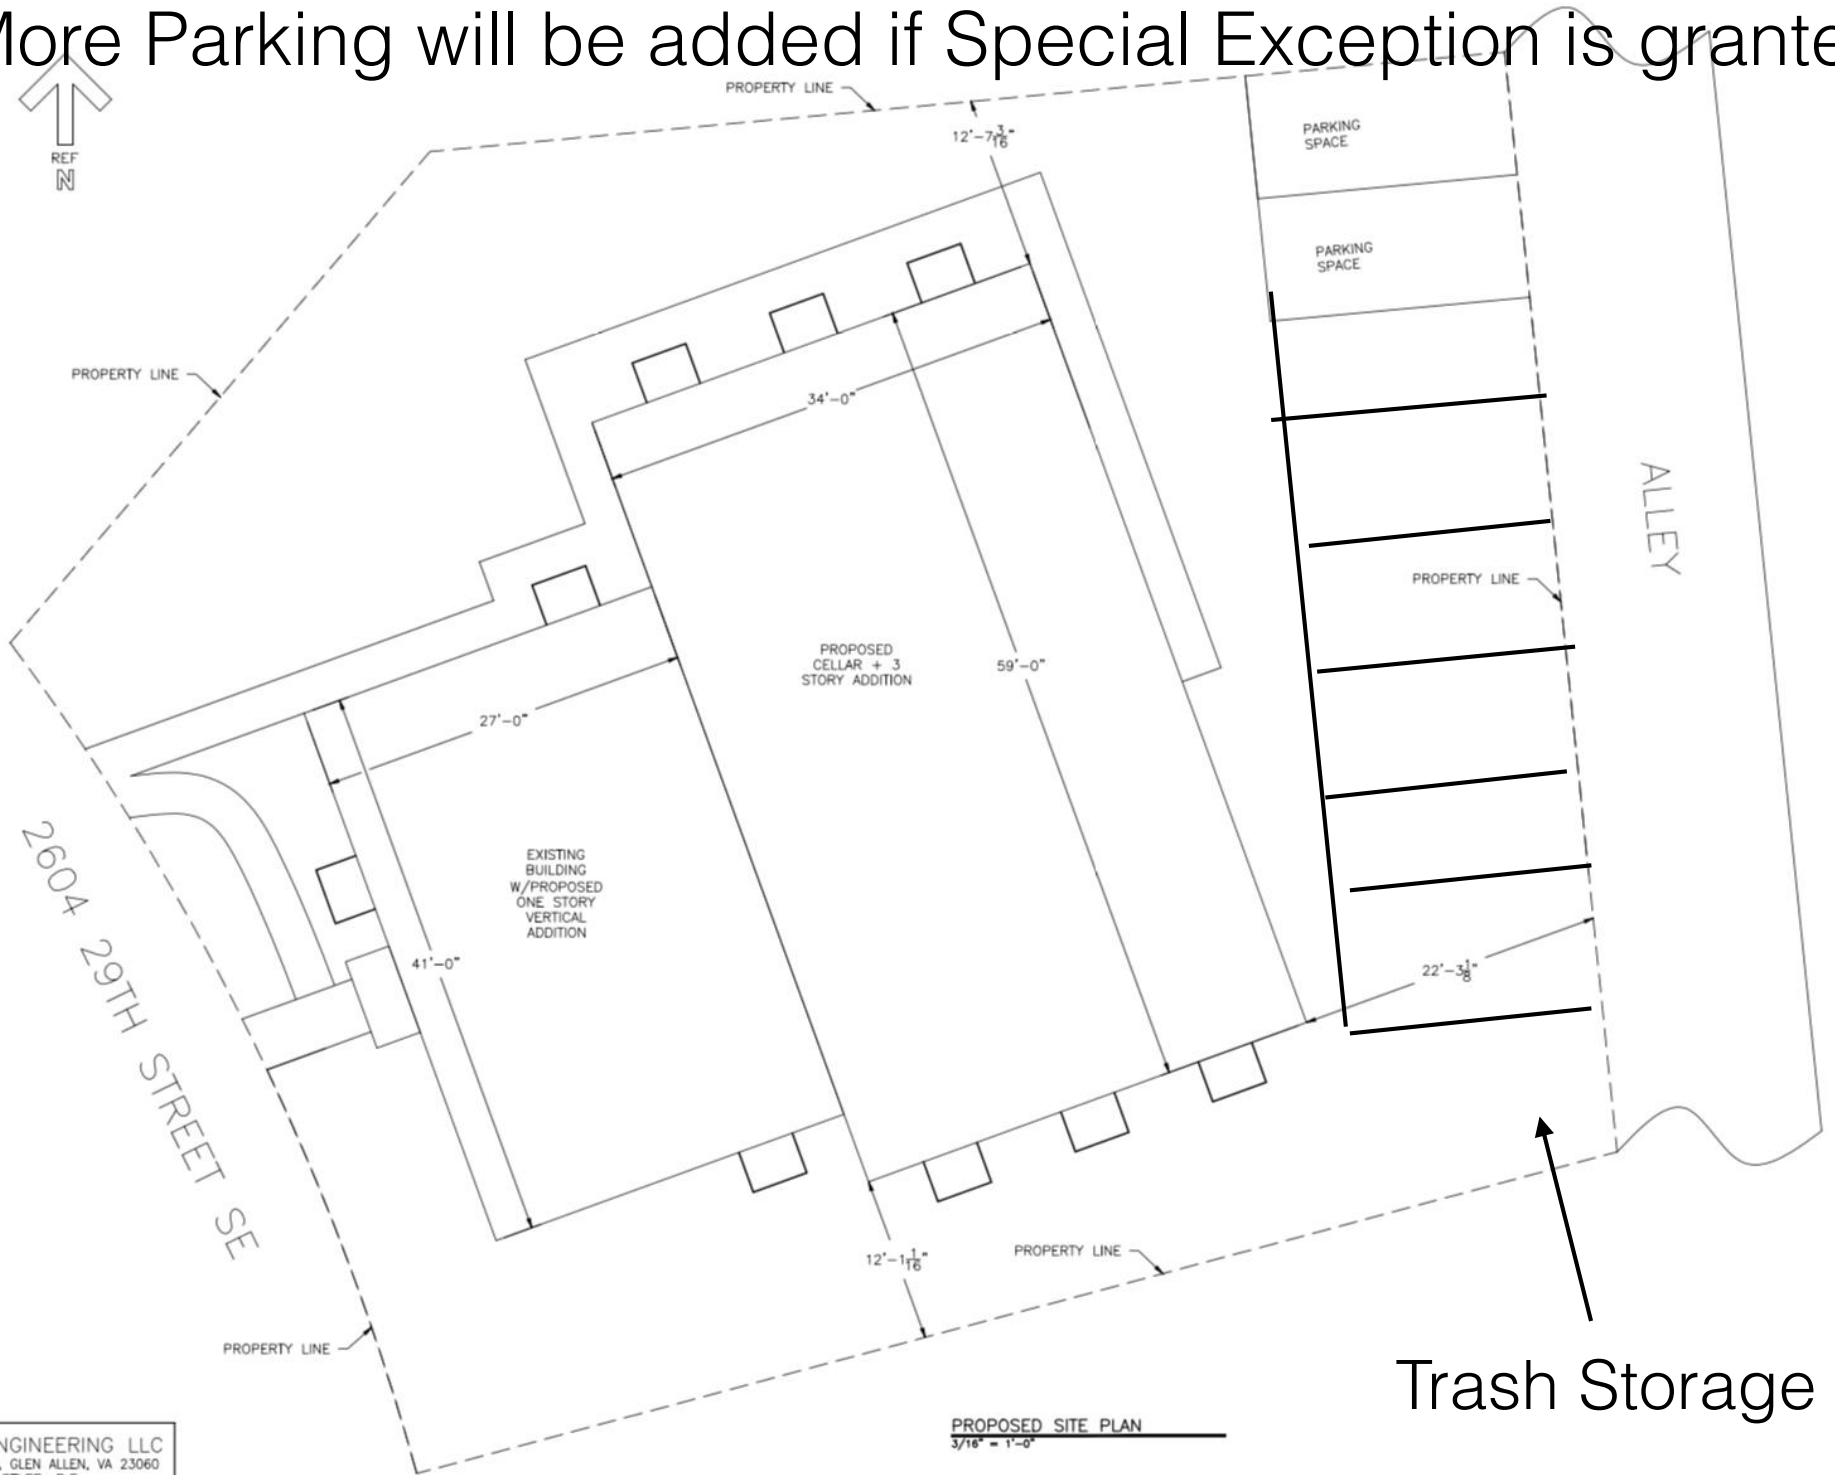 More Parking will be added if Special Exception is grante
REF
N
PROPERTY LINE
12'-7 3/16"
PARKING
SPACE
PARKING
SPACE
PROPERTY LINE
34'-0"
ALLEY
PROPERTY LINE
PROPOSED
CELLAR + 3
STORY ADDITION
59'-0"
27'-0"
2604 29TH STREET SE
EXISTING
BUILDING
W/PROPOSED
ONE STORY
VERTICAL
ADDITION
41'-0"
22'-3 1/8"
12'-1 1/16"
PROPERTY LINE
PROPERTY LINE
Trash Storage
PROPOSED SITE PLAN
3/16" = 1'-0"
NGINEERING LLC
, GLEN ALLEN, VA 23060